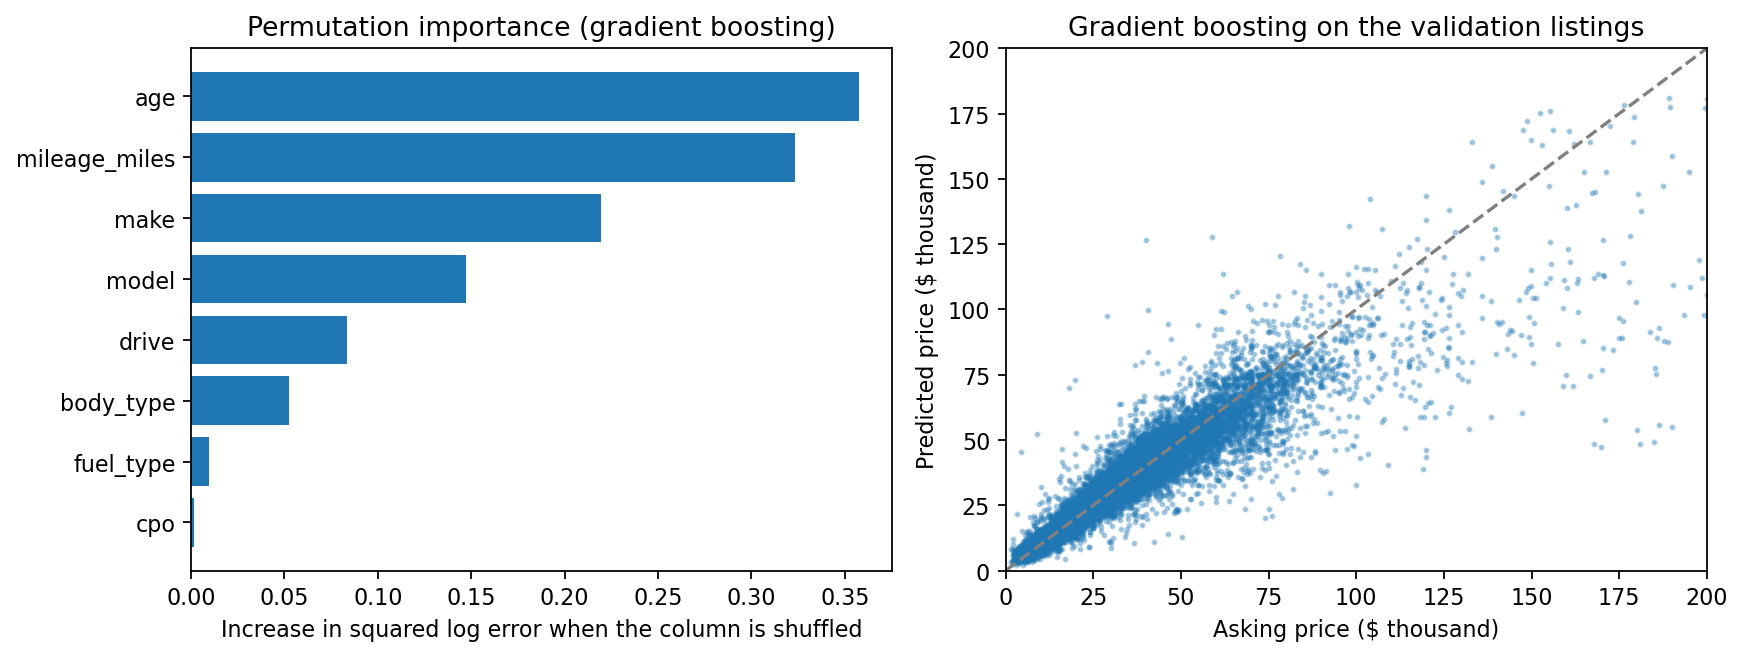 Permutation importance (gradient boosting)
age
mileage_miles
make
model
drive
body_type
fuel_type
cpo
0.00 0.05 0.10 0.15 0.20 0.25 0.30 0.35
Increase in squared log error when the column is shuffled
Gradient boosting on the validation listings
Predicted price ($ thousand)
200
175
150
125
100
75
50
25
0
0 25 50 75 100 125 150 175 200
Asking price ($ thousand)